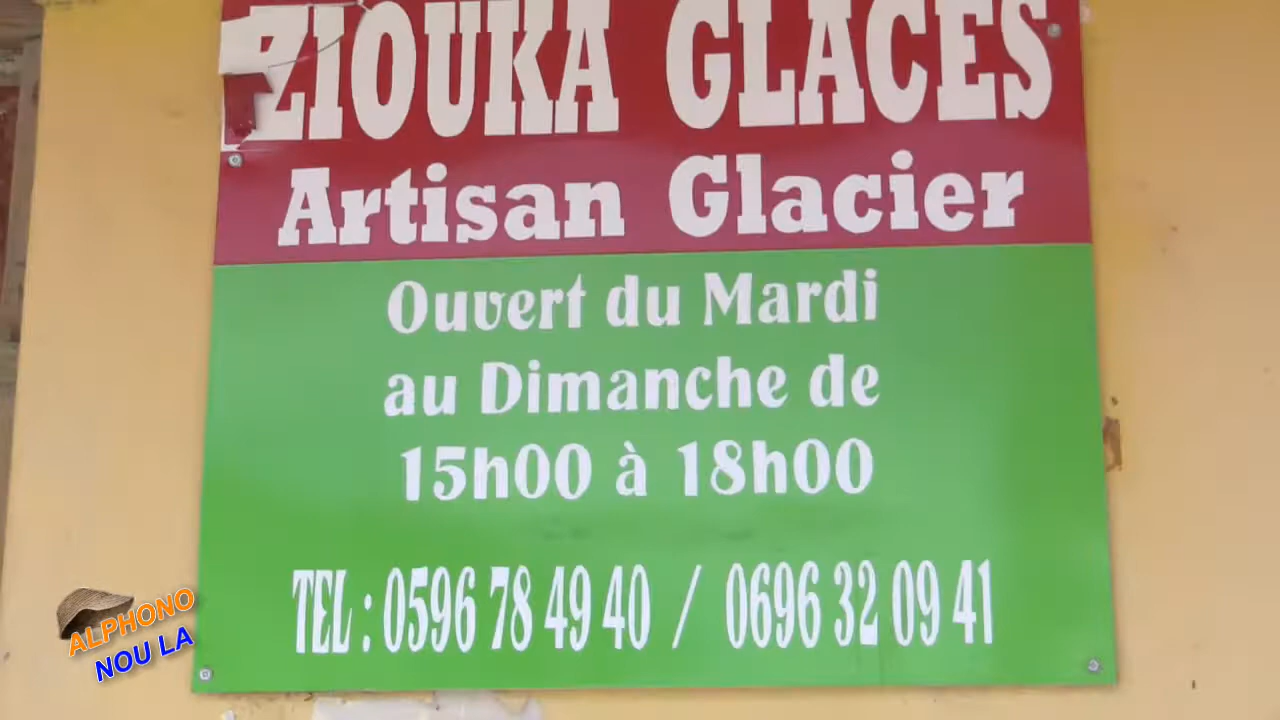 ZIOUKA GLACES
Artisan Glacier
Ouvert du Mardi
au Dimanche de
15h00 à 18h00
TEL : 0596 78 49 40 / 0696 32 09 41
ALPHONO
NOU LA